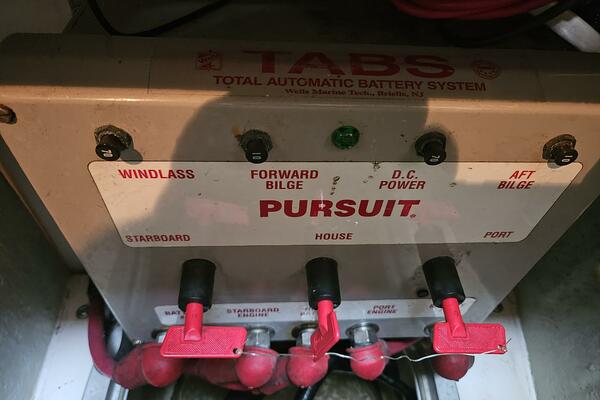 TABS
TOTAL AUTOMATIC BATTERY SYSTEM
Wells Marine Tech., Brielle, NJ
WINDLASS
FORWARD
BILGE
D.C.
POWER
AFT
BILGE
PURSUIT
STARBOARD
HOUSE
PORT
STARBOARD
ENGINE
PORT
ENGINE